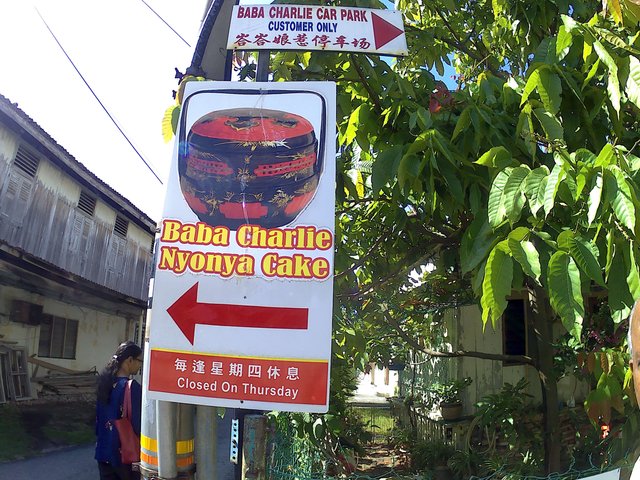 BABA CHARLIE CAR PARK
CUSTOMER ONLY
峇峇娘惹停车场
Baba Charlie
Nyonya Cake
每逢星期四休息
Closed On Thursday